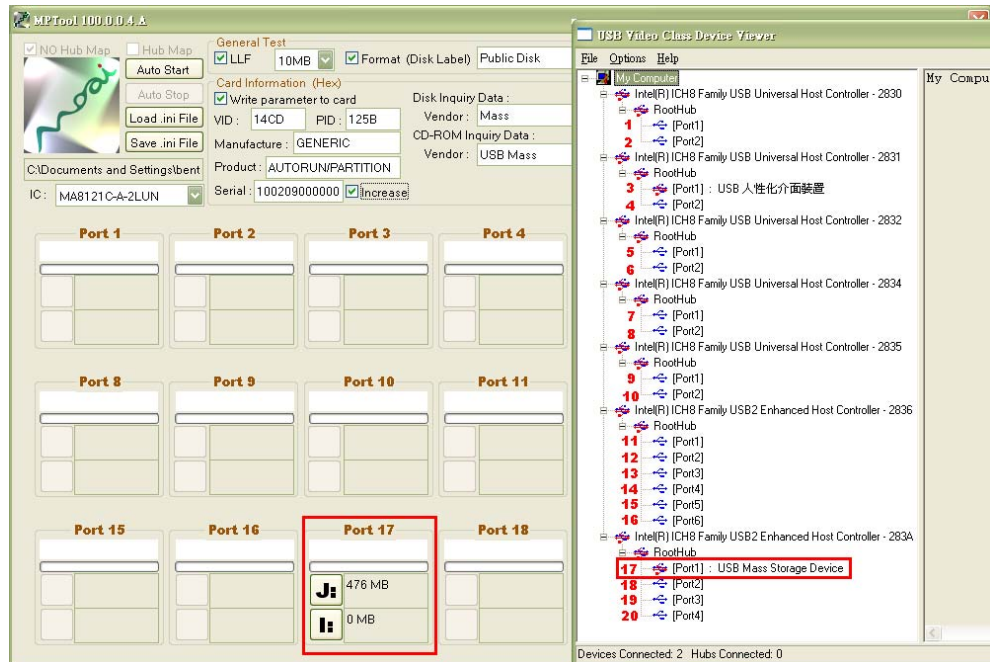 MPTool 100.0.0.4.A
NO Hub Map
Hub Map
Auto Start
Auto Stop
Load .ini File
Save .ini File
C:\Documents and Settings\bent
IC :
MA8121C-A-2LUN
General Test
LLF
10MB
Format (Disk Label)
Public Disk
Card Information (Hex)
Write parameter to card
VID :
14CD
PID :
125B
Manufacture :
GENERIC
Product :
AUTORUN/PARTITION
Serial :
100209000000
Increase
Disk Inquiry Data :
Vendor :
Mass
CD-ROM Inquiry Data :
Vendor :
USB Mass
Port 1
Port 2
Port 3
Port 4
Port 8
Port 9
Port 10
Port 11
Port 15
Port 16
Port 17
Port 18
J:
476 MB
I:
0 MB
USB Video Class Device Viewer
File Options Help
My Computer
Intel(R) ICH8 Family USB Universal Host Controller - 2830
RootHub
1 [Port1]
2 [Port2]
Intel(R) ICH8 Family USB Universal Host Controller - 2831
RootHub
3 [Port1] : USB 人性化介面裝置
4 [Port2]
Intel(R) ICH8 Family USB Universal Host Controller - 2832
RootHub
5 [Port1]
6 [Port2]
Intel(R) ICH8 Family USB Universal Host Controller - 2834
RootHub
7 [Port1]
8 [Port2]
Intel(R) ICH8 Family USB Universal Host Controller - 2835
RootHub
9 [Port1]
10 [Port2]
Intel(R) ICH8 Family USB2 Enhanced Host Controller - 2836
RootHub
11 [Port1]
12 [Port2]
13 [Port3]
14 [Port4]
15 [Port5]
16 [Port6]
Intel(R) ICH8 Family USB2 Enhanced Host Controller - 283A
RootHub
17 [Port1] : USB Mass Storage Device
18 [Port2]
19 [Port3]
20 [Port4]
My Compu
Devices Connected: 2 Hubs Connected: 0